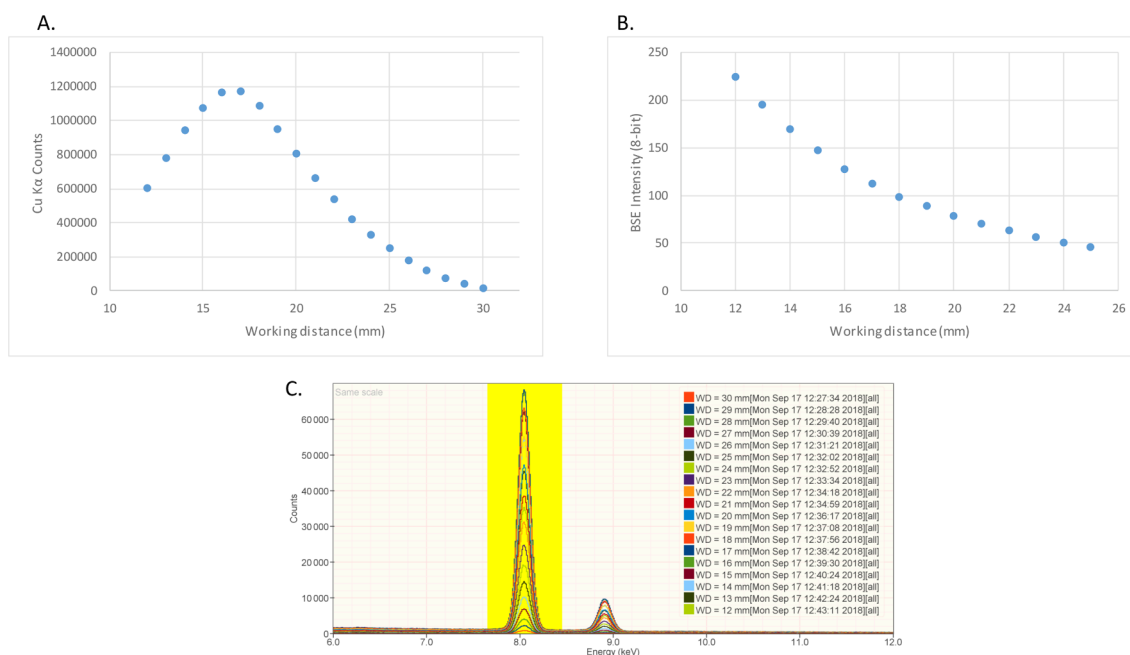 A.
Cu Kα Counts
1400000
1200000
1000000
800000
600000
400000
200000
0
10 15 20 25 30
Working distance (mm)
B.
BSE Intensity (8-bit)
250
200
150
100
50
0
10 12 14 16 18 20 22 24 26
Working distance (mm)
C.
Same scale
Counts
60 000
50 000
40 000
30 000
20 000
10 000
0
6.0 7.0 8.0 9.0 10.0 11.0 12.0
Energy (keV)
WD = 30 mm[Mon Sep 17 12:27:34 2018][all]
WD = 29 mm[Mon Sep 17 12:28:28 2018][all]
WD = 28 mm[Mon Sep 17 12:29:40 2018][all]
WD = 27 mm[Mon Sep 17 12:30:39 2018][all]
WD = 26 mm[Mon Sep 17 12:31:21 2018][all]
WD = 25 mm[Mon Sep 17 12:32:02 2018][all]
WD = 24 mm[Mon Sep 17 12:32:52 2018][all]
WD = 23 mm[Mon Sep 17 12:33:34 2018][all]
WD = 22 mm[Mon Sep 17 12:34:18 2018][all]
WD = 21 mm[Mon Sep 17 12:34:59 2018][all]
WD = 20 mm[Mon Sep 17 12:36:17 2018][all]
WD = 19 mm[Mon Sep 17 12:37:08 2018][all]
WD = 18 mm[Mon Sep 17 12:37:56 2018][all]
WD = 17 mm[Mon Sep 17 12:38:42 2018][all]
WD = 16 mm[Mon Sep 17 12:39:30 2018][all]
WD = 15 mm[Mon Sep 17 12:40:24 2018][all]
WD = 14 mm[Mon Sep 17 12:41:18 2018][all]
WD = 13 mm[Mon Sep 17 12:42:24 2018][all]
WD = 12 mm[Mon Sep 17 12:43:11 2018][all]